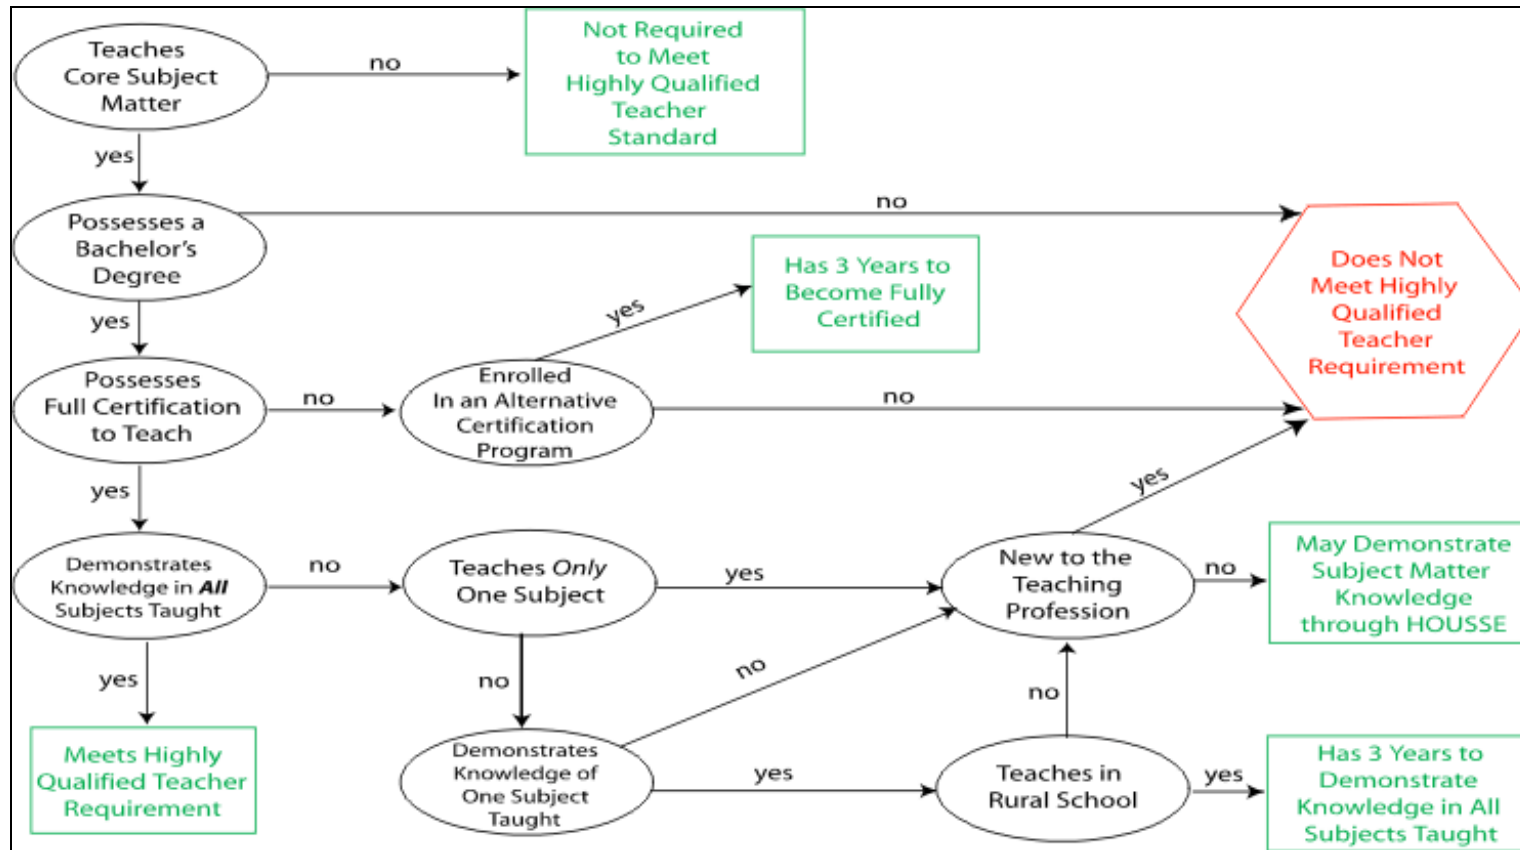 Teaches
Core Subject
Matter
no
Not Required
to Meet
Highly Qualified
Teacher
Standard
yes
Possesses a
Bachelor's
Degree
no
Does Not
Meet Highly
Qualified
Teacher
Requirement
yes
Has 3 Years to
Become Fully
Certified
yes
Possesses
Full Certification
to Teach
no
Enrolled
In an Alternative
Certification
Program
no
yes
yes
Demonstrates
Knowledge in All
Subjects Taught
no
Teaches Only
One Subject
yes
New to the
Teaching
Profession
no
May Demonstrate
Subject Matter
Knowledge
through HOUSSE
yes
no
no
no
Meets Highly
Qualified Teacher
Requirement
Demonstrates
Knowledge of
One Subject
Taught
yes
Teaches in
Rural School
yes
Has 3 Years to
Demonstrate
Knowledge in All
Subjects Taught